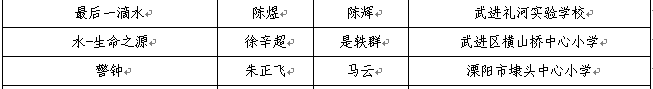 最后一滴水 陈煜 陈辉 武进礼河实验学校
水-生命之源 徐辛超 是轶群 武进区横山桥中心小学
警钟 朱正飞 马云 溧阳市埭头中心小学